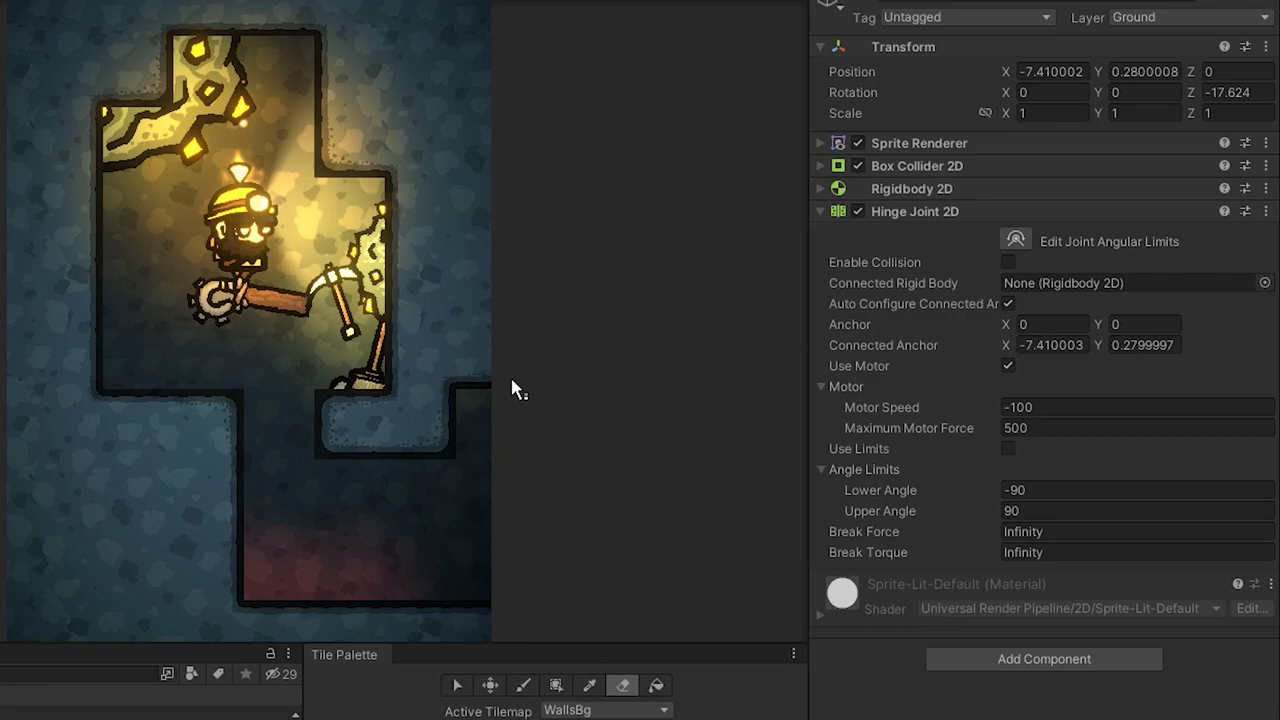 Tag Untagged Layer Ground
Transform
Position X -7.410002 Y 0.2800008 Z 0
Rotation X 0 Y 0 Z -17.624
Scale X 1 Y 1 Z 1
Sprite Renderer
Box Collider 2D
Rigidbody 2D
Hinge Joint 2D
Edit Joint Angular Limits
Enable Collision
Connected Rigid Body None (Rigidbody 2D)
Auto Configure Connected Ar
Anchor X 0 Y 0
Connected Anchor X -7.410003 Y 0.2799997
Use Motor
Motor
Motor Speed -100
Maximum Motor Force 500
Use Limits
Angle Limits
Lower Angle -90
Upper Angle 90
Break Force Infinity
Break Torque Infinity
Sprite-Lit-Default (Material)
Shader Universal Render Pipeline/2D/Sprite-Lit-Default Edit...
Add Component
Tile Palette
29
Active Tilemap WallsBg